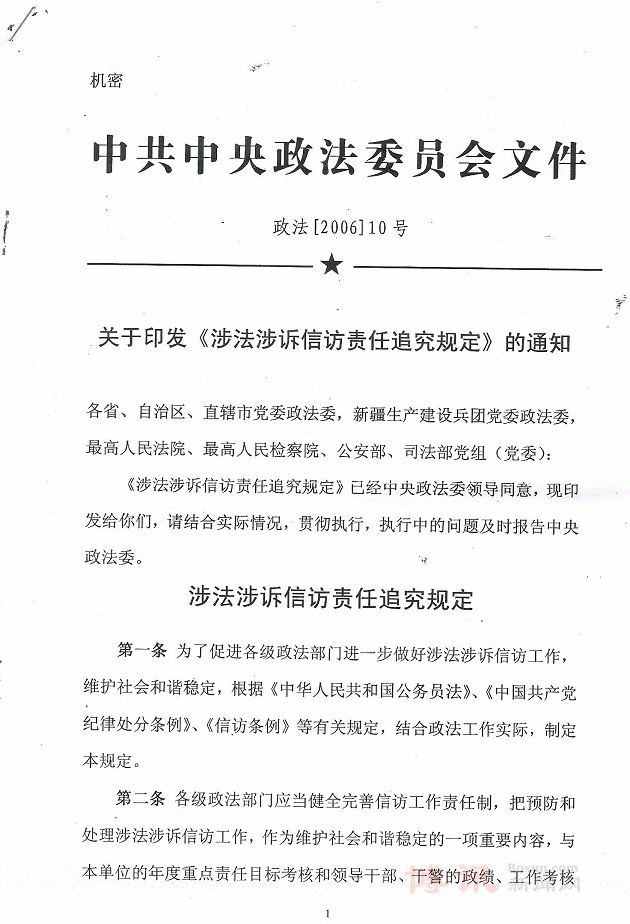 机密
中共中央政法委员会文件
政法[2006]10号
关于印发《涉法涉诉信访责任追究规定》的通知
各省、自治区、直辖市党委政法委，新疆生产建设兵团党委政法委，
最高人民法院、最高人民检察院、公安部、司法部党组（党委）：
《涉法涉诉信访责任追究规定》已经中央政法委领导同意，现印
发给你们，请结合实际情况，贯彻执行，执行中的问题及时报告中央
政法委。
涉法涉诉信访责任追究规定
第一条 为了促进各级政法部门进一步做好涉法涉诉信访工作，
维护社会和谐稳定，根据《中华人民共和国公务员法》、《中国共产党
纪律处分条例》、《信访条例》等有关规定，结合政法工作实际，制定
本规定。
第二条 各级政法部门应当健全完善信访工作责任制，把预防和
处理涉法涉诉信访工作，作为维护社会和谐稳定的一项重要内容，与
本单位的年度重点责任目标考核和领导干部、干警的政绩、工作考核
博讯 Boxun.com
新闻网
1